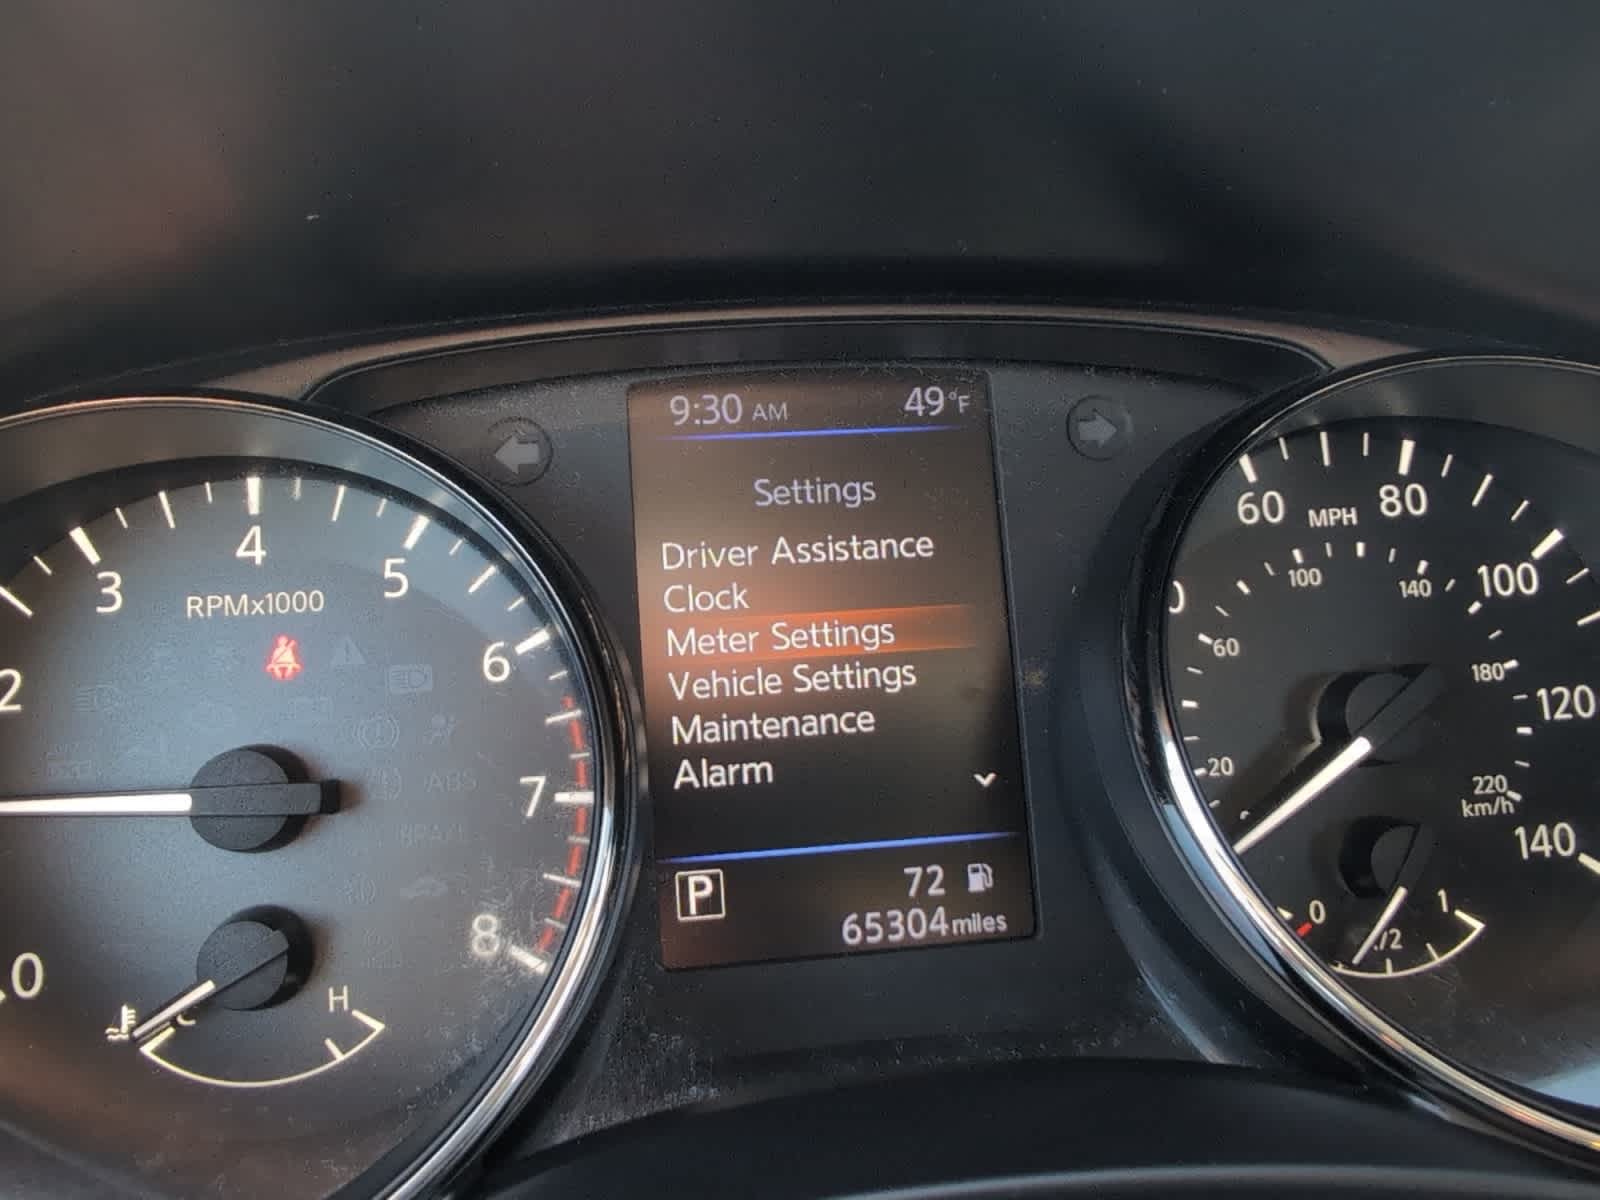 9:30 AM 49°F
Settings
Driver Assistance
Clock
Meter Settings
Vehicle Settings
Maintenance
Alarm
P
72
65304 miles
0
2
3
4
5
6
7
8
RPMx1000
ABS
BRAKE
C
H
20
60
80
100
120
140
MPH
60
100
140
180
220
km/h
0
1/2
1